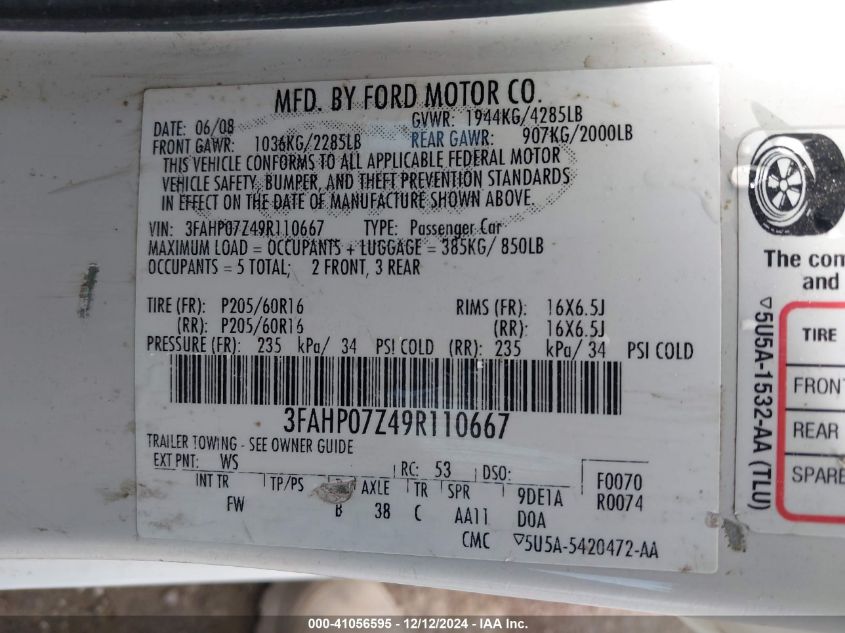 MFD. BY FORD MOTOR CO.
DATE: 06/08 GVWR: 1944KG/4285LB
FRONT GAWR: 1036KG/2285LB REAR GAWR: 907KG/2000LB
THIS VEHICLE CONFORMS TO ALL APPLICABLE FEDERAL MOTOR
VEHICLE SAFETY, BUMPER, AND THEFT PREVENTION STANDARDS
IN EFFECT ON THE DATE OF MANUFACTURE SHOWN ABOVE.
VIN: 3FAHP07Z49R110667 TYPE: Passenger Car
MAXIMUM LOAD = OCCUPANTS + LUGGAGE = 385KG/ 850LB
OCCUPANTS = 5 TOTAL; 2 FRONT, 3 REAR
TIRE (FR): P205/60R16 RIMS (FR): 16X6.5J
(RR): P205/60R16 (RR): 16X6.5J
PRESSURE (FR): 235 kPa/ 34 PSI COLD (RR): 235 kPa/ 34 PSI COLD
3FAHP07Z49R110667
TRAILER TOWING - SEE OWNER GUIDE
EXT PNT: WS RC: 53 DSO: F0070
INT TR TP/PS AXLE TR SPR 9DE1A R0074
FW B 38 C AA11 D0A
CMC ▽5U5A-5420472-AA
The com
and
▽5U5A-1532-AA (TLU)
TIRE
FRONT
REAR
SPARE
000-41056595 - 12/12/2024 - IAA Inc.